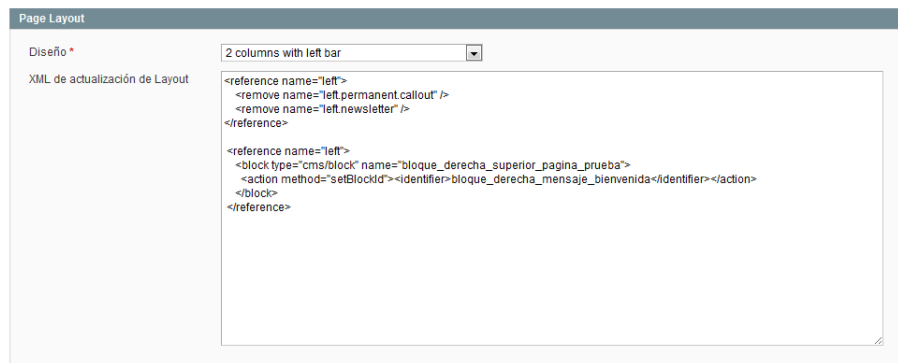 Page Layout
Diseño *
2 columns with left bar
XML de actualización de Layout
<reference name="left">
<remove name="left.permanent.callout" />
<remove name="left.newsletter" />
</reference>
<reference name="left">
<block type="cms/block" name="bloque_derecha_superior_pagina_prueba">
<action method="setBlockId"><identifier>bloque_derecha_mensaje_bienvenida</identifier></action>
</block>
</reference>